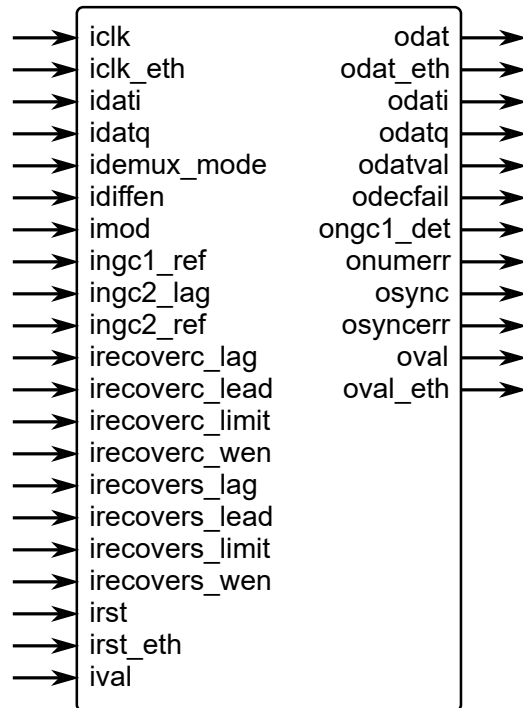 iclk odat
iclk_eth odat_eth
idati odati
idatq odatq
idemux_mode odatval
idiffen odecfail
imod ongc1_det
ingc1_ref onumerr
ingc2_lag osync
ingc2_ref osyncerr
irecoverc_lag oval
irecoverc_lead oval_eth
irecoverc_limit
irecoverc_wen
irecovers_lag
irecovers_lead
irecovers_limit
irecovers_wen
irst
irst_eth
ival